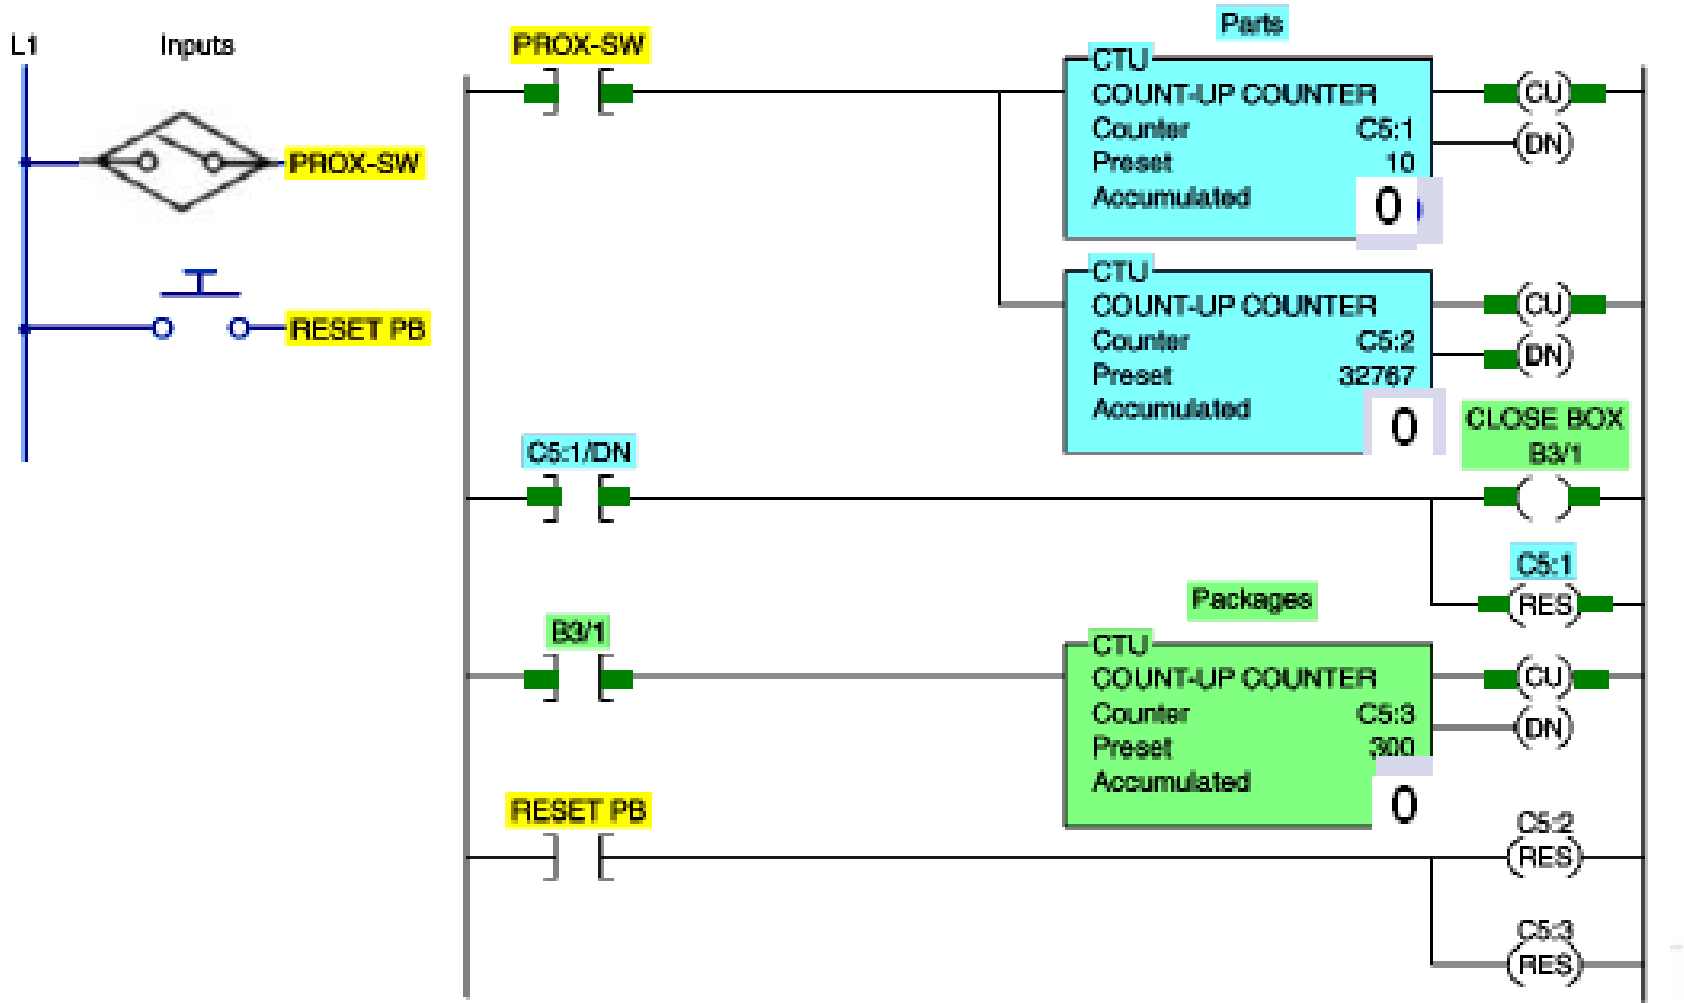 L1
Inputs
PROX-SW
RESET PB
PROX-SW
Parts
CTU
COUNT-UP COUNTER
Counter C5:1
Preset 10
Accumulated 0
CU
DN
CTU
COUNT-UP COUNTER
Counter C5:2
Preset 32767
Accumulated 0
CU
DN
C5:1/DN
CLOSE BOX
B3/1
C5:1
RES
B3/1
Packages
CTU
COUNT-UP COUNTER
Counter C5:3
Preset 300
Accumulated 0
CU
DN
RESET PB
C5:2
RES
C5:3
RES